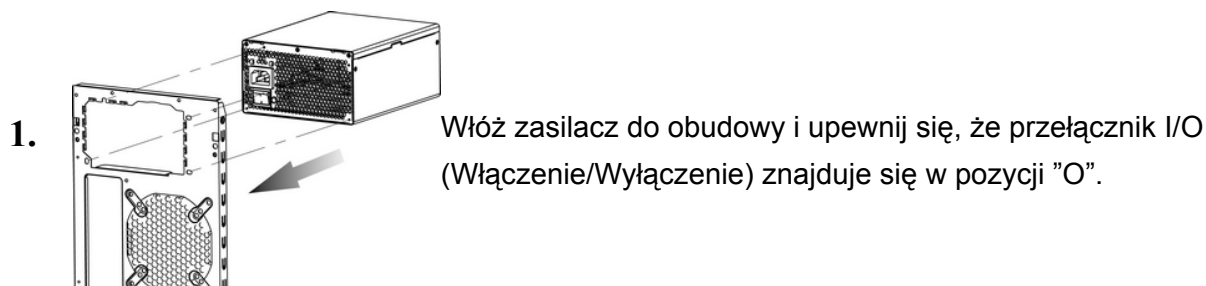 1.
Włóż zasilacz do obudowy i upewnij się, że przełącznik I/O
(Włączenie/Wyłączenie) znajduje się w pozycji ”O”.